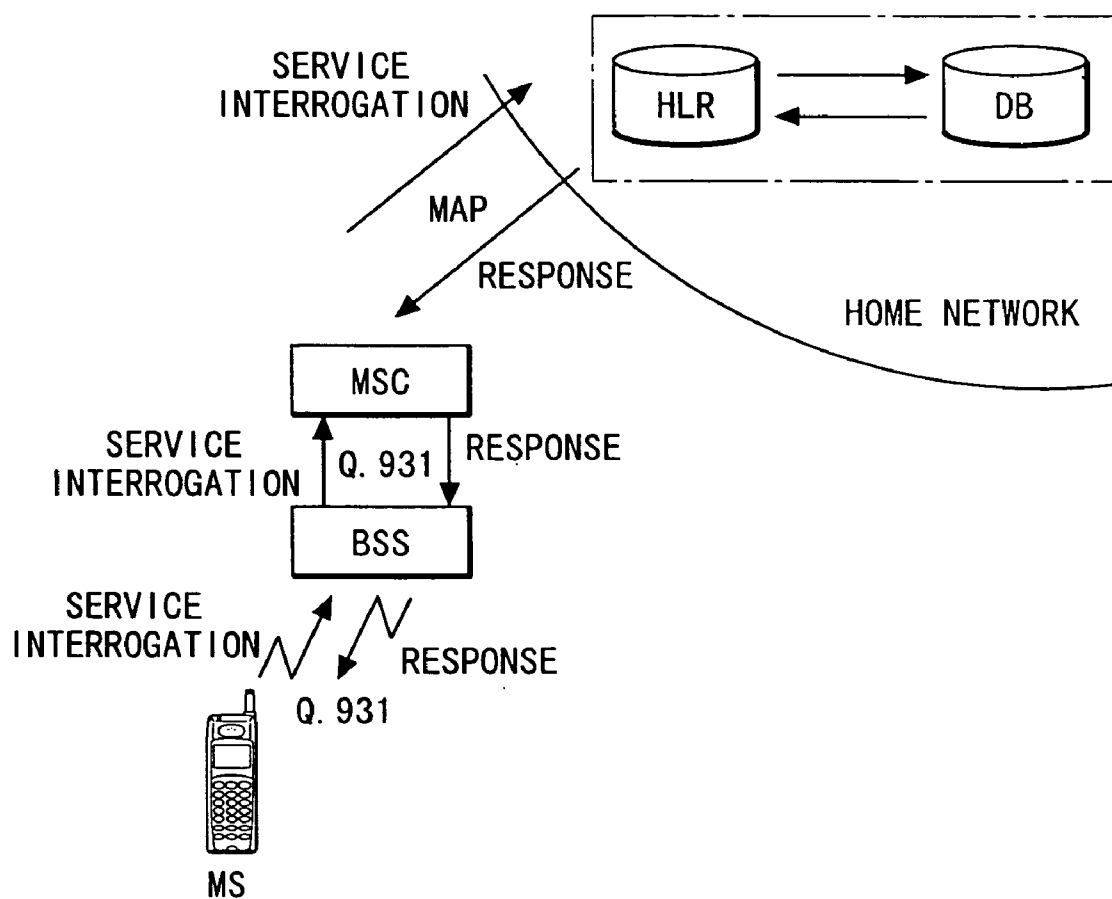 SERVICE
INTERROGATION
HLR
DB
MAP
RESPONSE
HOME NETWORK
MSC
SERVICE
INTERROGATION
Q. 931
RESPONSE
BSS
SERVICE
INTERROGATION
RESPONSE
Q. 931
MS